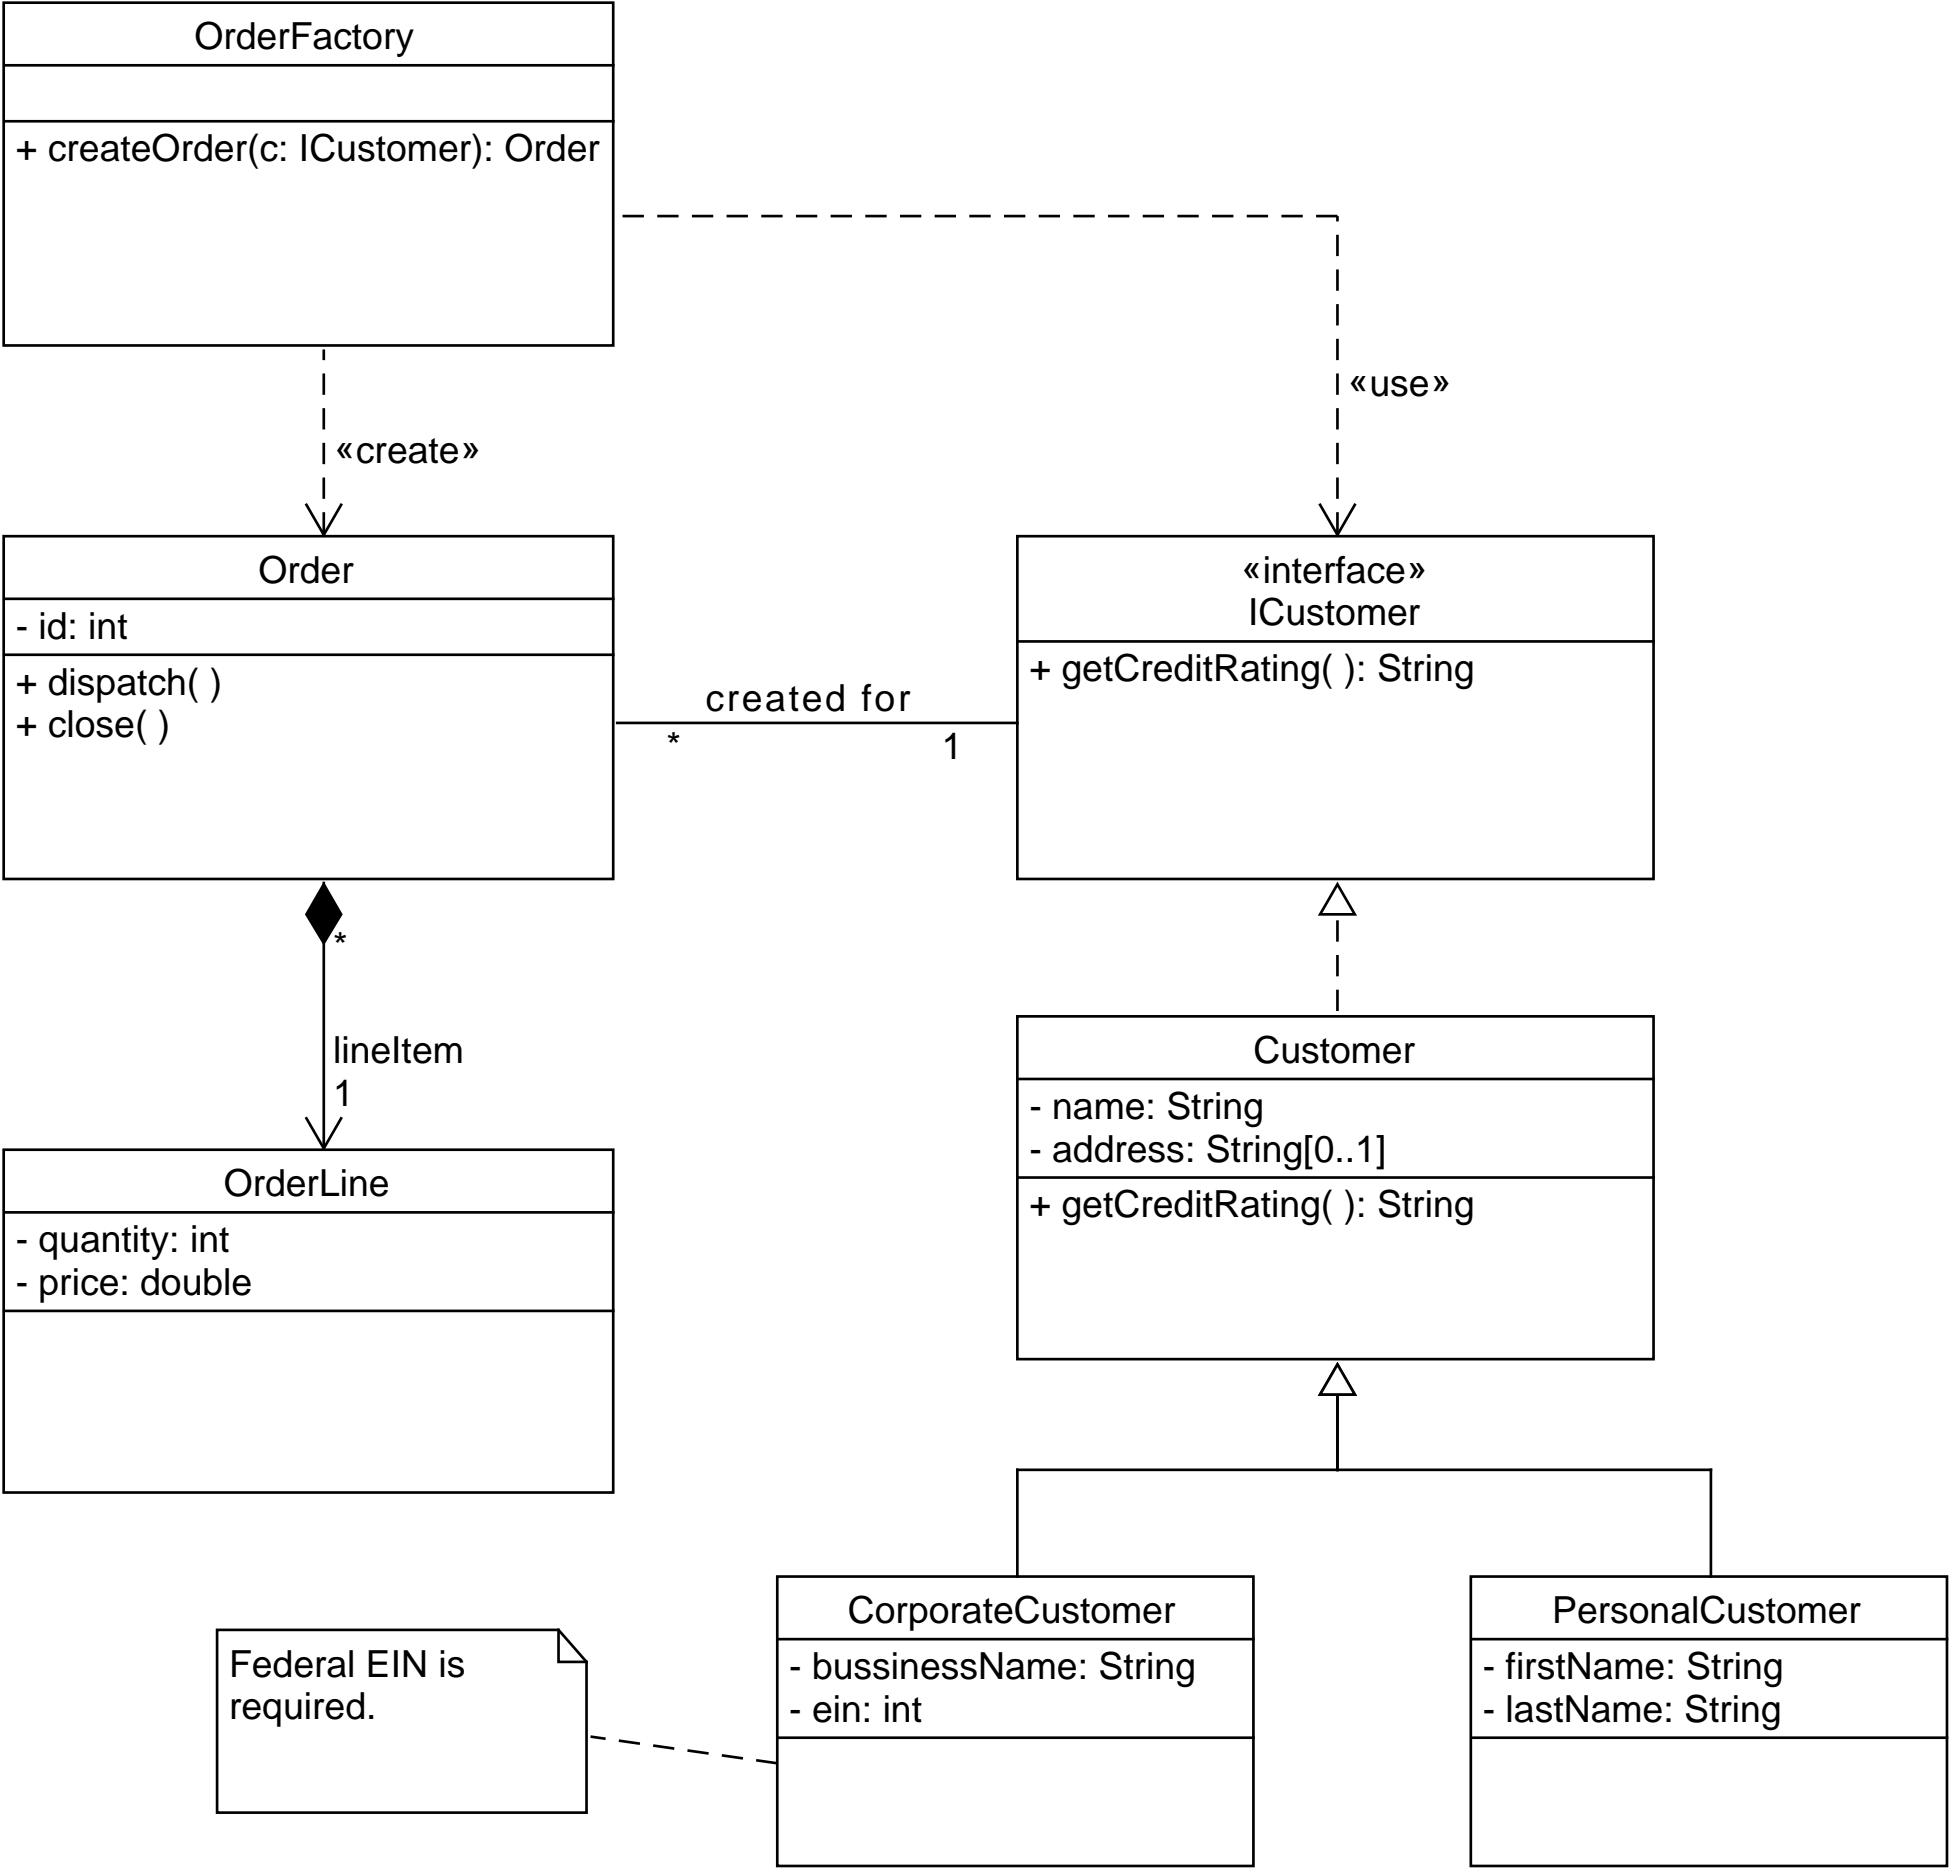 OrderFactory
+ createOrder(c: ICustomer): Order
«use»
«create»
Order
- id: int
+ dispatch( )
+ close( )
created for
*
1
«interface»
ICustomer
+ getCreditRating( ): String
*
lineItem
1
OrderLine
- quantity: int
- price: double
Customer
- name: String
- address: String[0..1]
+ getCreditRating( ): String
Federal EIN is
required.
CorporateCustomer
- bussinessName: String
- ein: int
PersonalCustomer
- firstName: String
- lastName: String